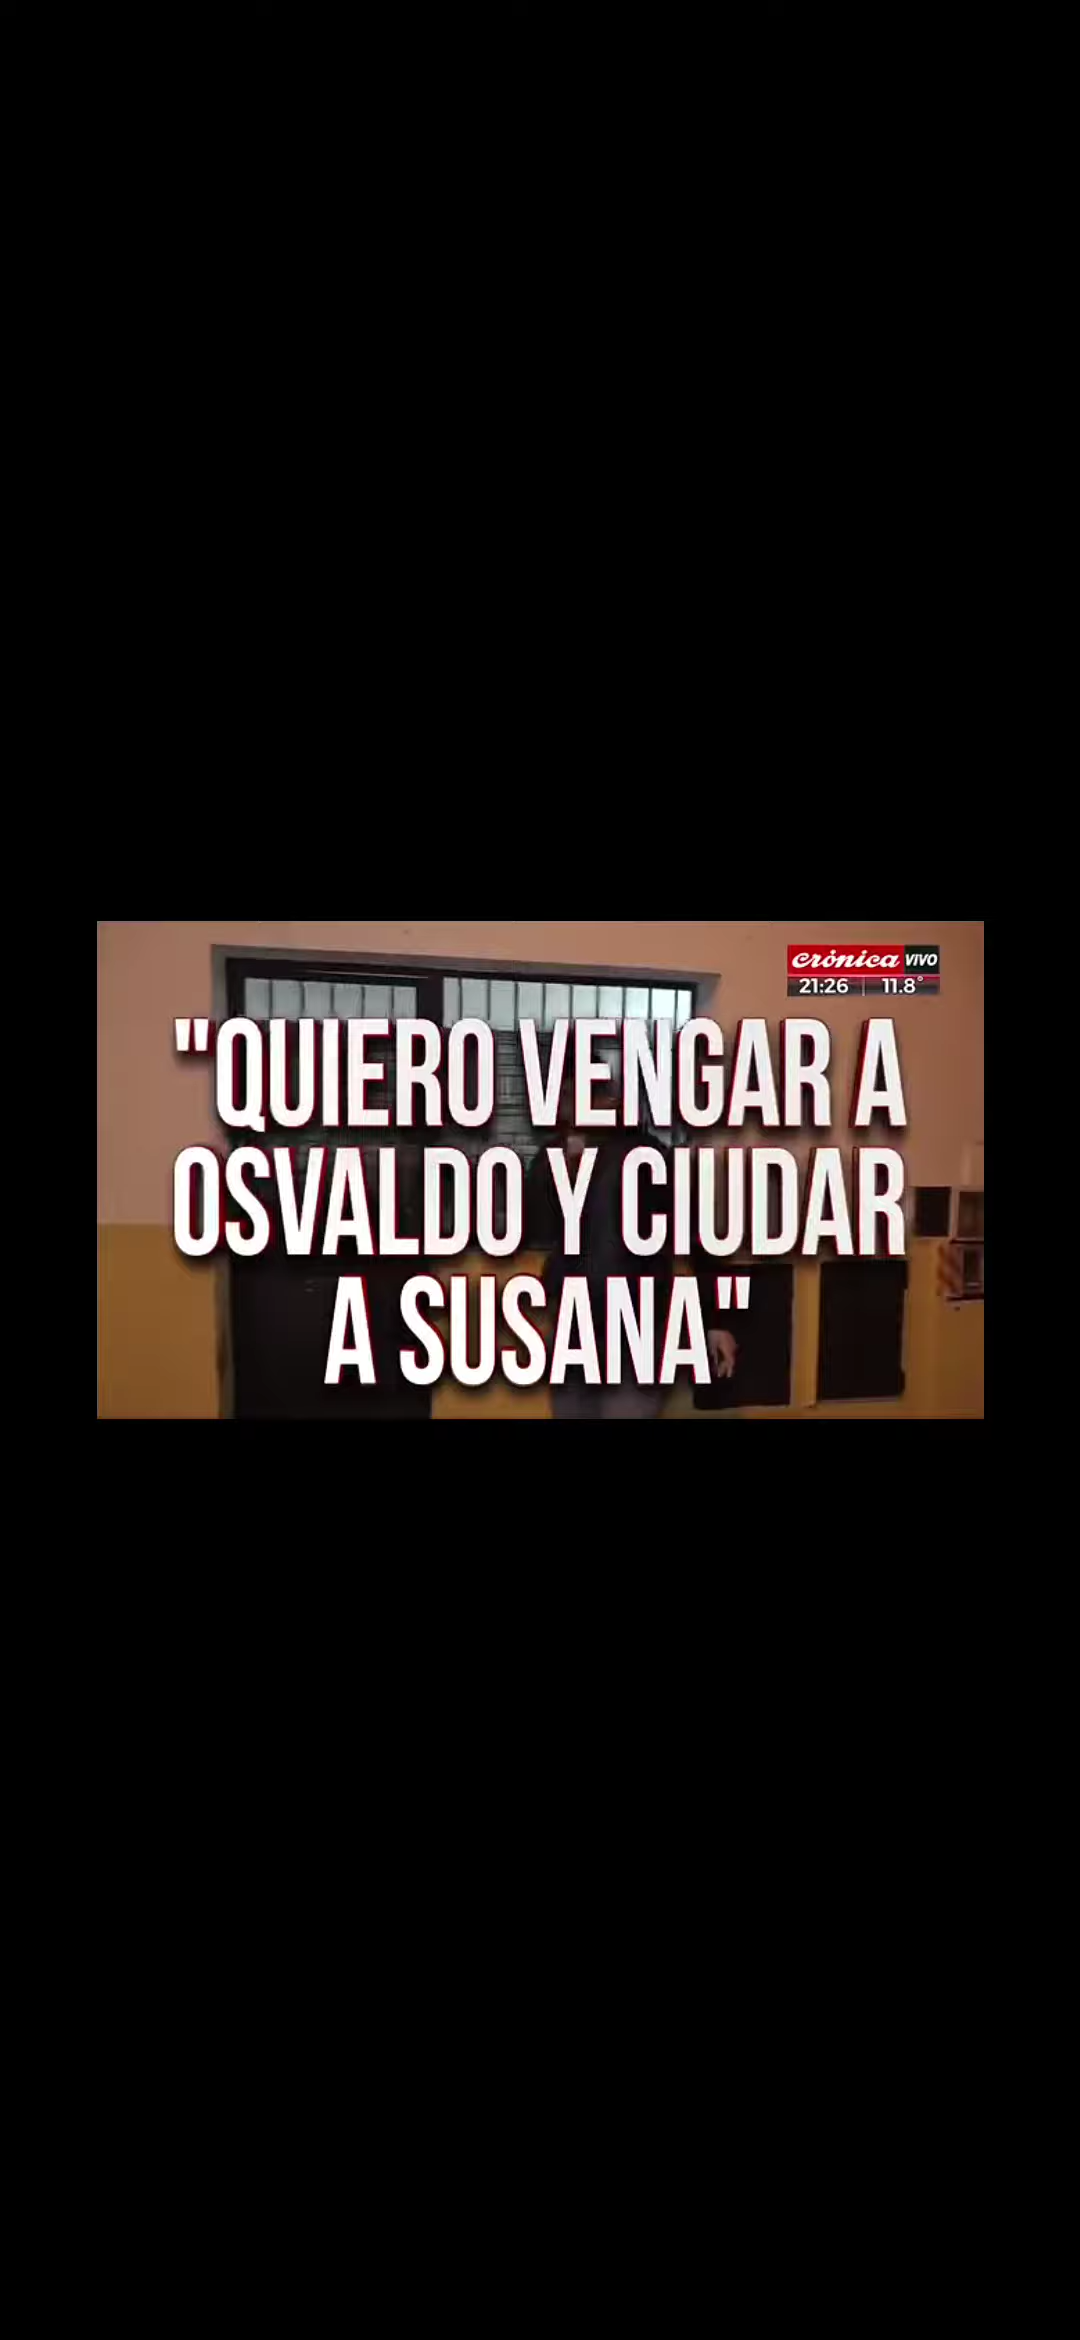 crónica VIVO
21:26 11.8°
"QUIERO VENGAR A
OSVALDO Y CIUDAR
A SUSANA"